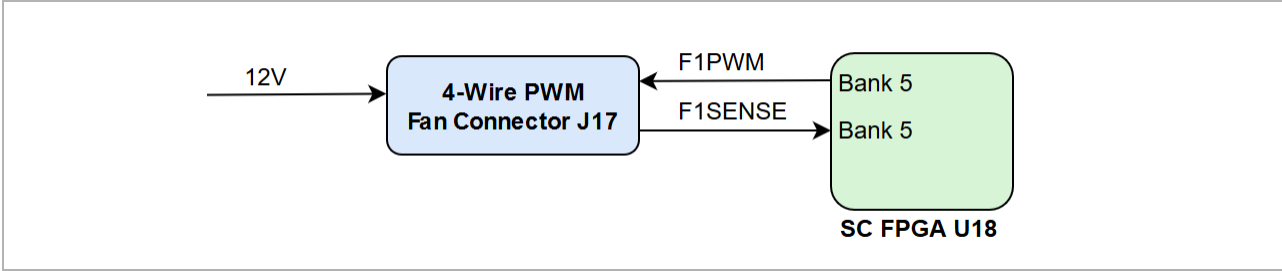 12V
4-Wire PWM
Fan Connector J17
F1PWM
F1SENSE
Bank 5
Bank 5
SC FPGA U18